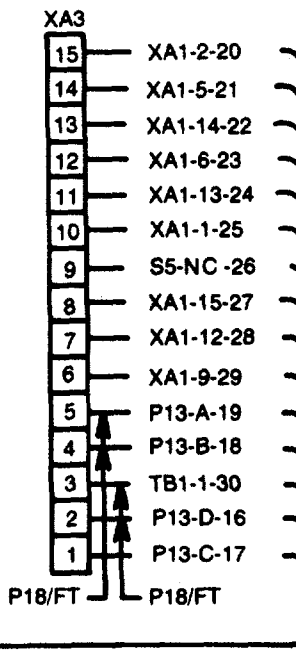 XA3
15 XA1-2-20
14 XA1-5-21
13 XA1-14-22
12 XA1-6-23
11 XA1-13-24
10 XA1-1-25
9 S5-NC -26
8 XA1-15-27
7 XA1-12-28
6 XA1-9-29
5 P13-A-19
4 P13-B-18
3 TB1-1-30
2 P13-D-16
1 P13-C-17
P18/FT P18/FT